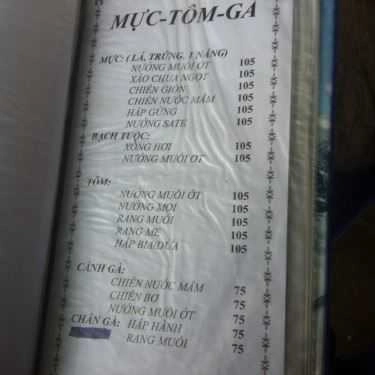 MỰC-TÔM-GÀ
MỰC: ( LÁ, TRỨNG, 1 NẮNG)
NƯỚNG MUỐI ỚT 105
XÀO CHUA NGỌT 105
CHIÊN GIÒN 105
CHIÊN NƯỚC MẮM 105
HẤP GỪNG 105
NƯỚNG SATE 105
BẠCH TUỘC:
XÔNG HƠI 105
NƯỚNG MUỐI ỚT 105
TÔM:
NƯỚNG MUỐI ỚT 105
NƯỚNG MỌI 105
RANG MUỐI 105
RANG ME 105
HẤP BIA/DỪA 105
CÁNH GÀ:
CHIÊN NƯỚC MẮM 75
CHIÊN BƠ 75
NƯỚNG MUỐI ỚT 75
CHÂN GÀ: HẤP HÀNH 75
RANG MUỐI 75